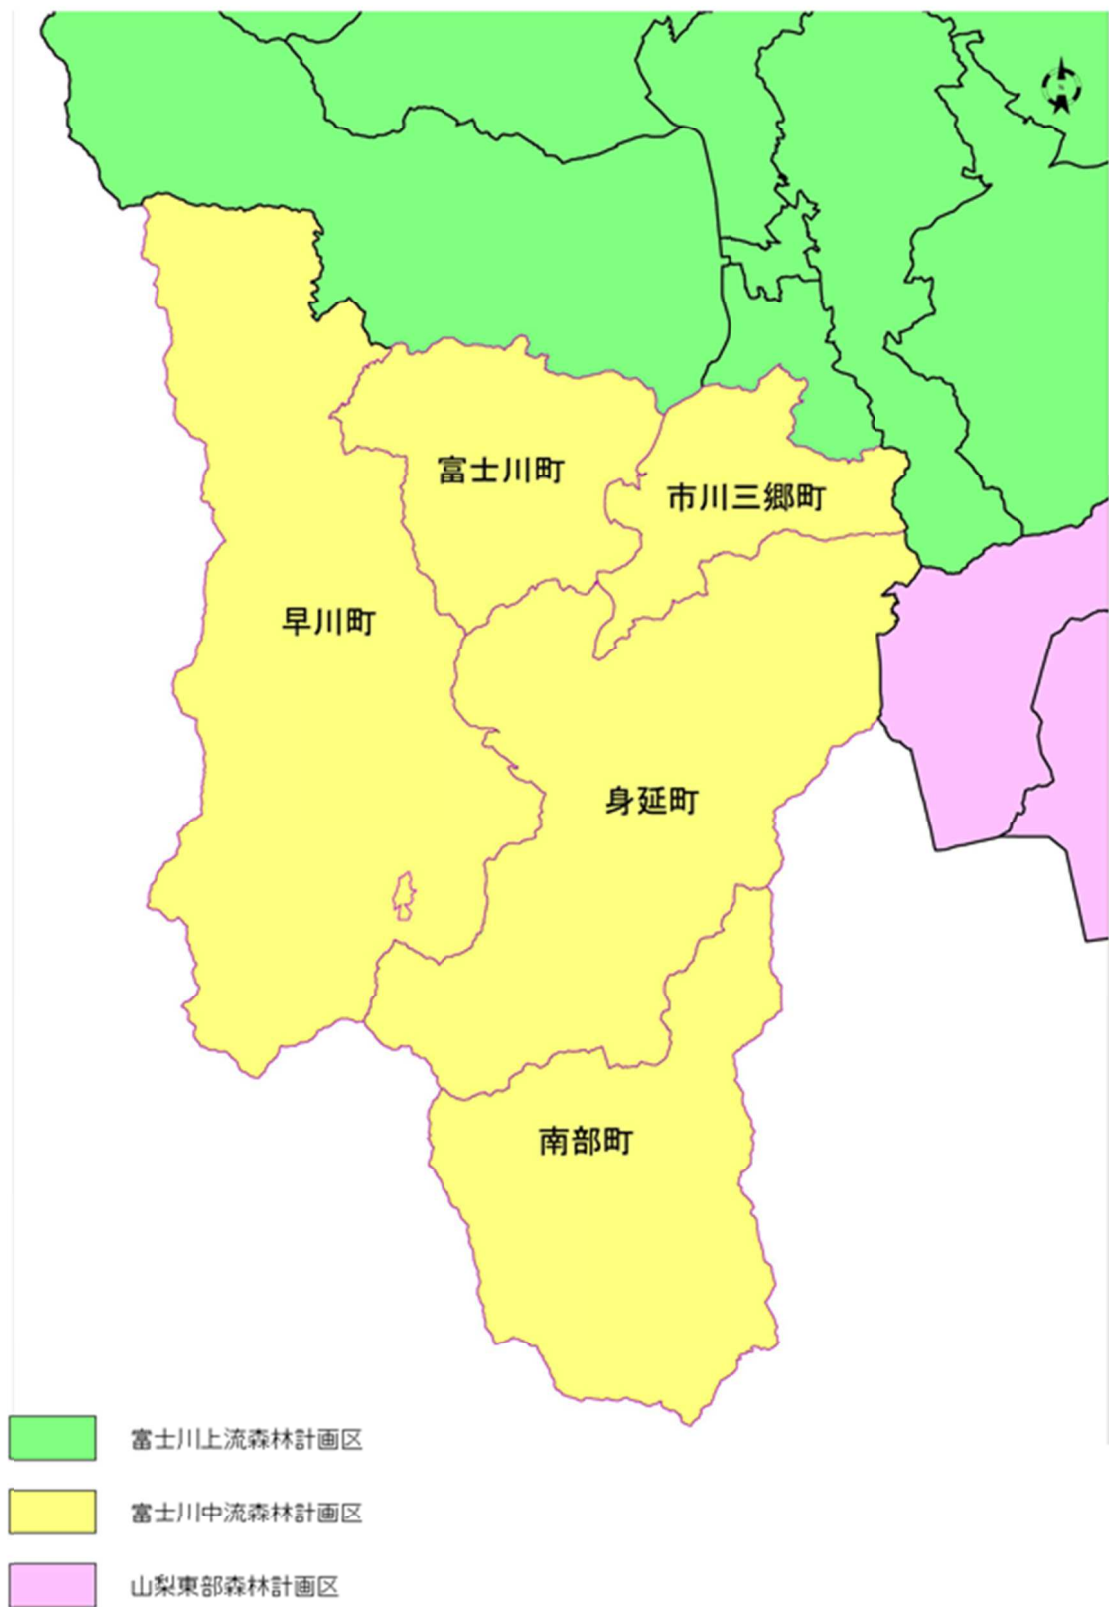 富士川町
市川三郷町
早川町
身延町
南部町
富士川上流森林計画区
富士川中流森林計画区
山梨東部森林計画区